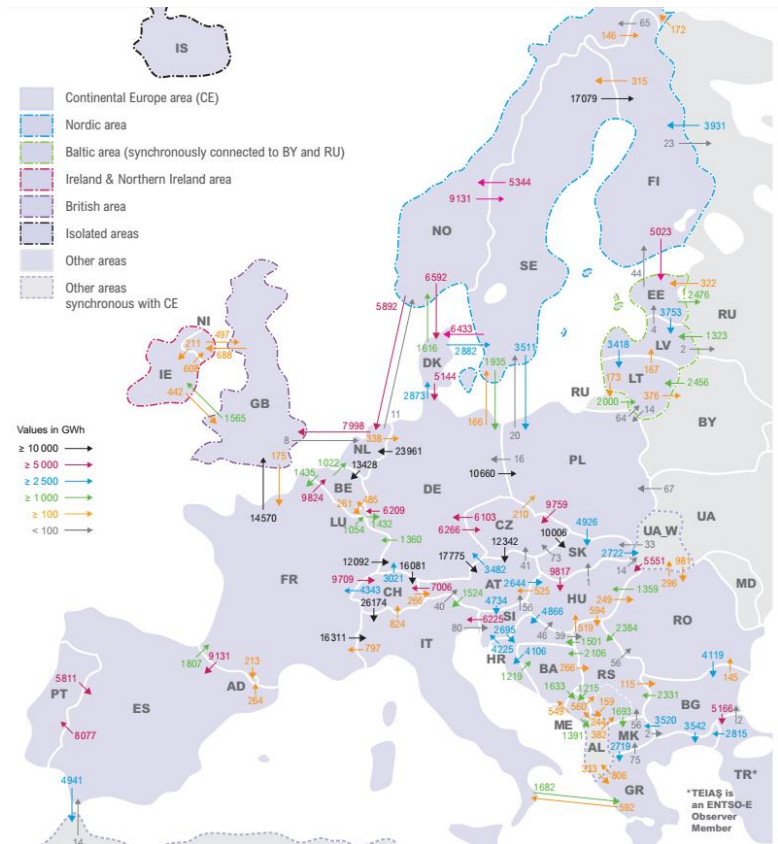 IS
Continental Europe area (CE)
Nordic area
Baltic area (synchronously connected to BY and RU)
Ireland & Northern Ireland area
British area
Isolated areas
Other areas
Other areas
synchronous with CE
65
172
146
315
17079
3931
23
FI
5344
9131
NO
SE
5023
44
EE
322
2476
RU
3753
4
1323
LV
2
3418
167
LT
173
2456
376
2000
14
64
RU
BY
6592
5892
6433
1616
2882
DK
1935
3511
5144
2873
166
20
11
NI
497
211
688
606
IE
442
1565
GB
7998
8
338
NL
23961
175
Values in GWh
≥ 10 000
≥ 5 000
≥ 2 500
≥ 1 000
≥ 100
< 100
14570
1022
1435
13428
BE
9824
DE
16
10660
PL
67
485
261
6209
LU
1054
1432
1360
210
9759
6103
6266
CZ
10006
4926
UA_W
UA
12342
33
2722
SK
73
41
14
5551
981
296
MD
12092
3021
16081
17775
3482
FR
9709
4343
CH
7006
266
AT
2644
525
9817
1
HU
1359
249
RO
26174
824
40
1524
4734
56
SI
4866
594
519
2384
16311
797
IT
80
6225
2695
46
39
1501
4225
4106
2106
56
HR
1219
BA
266
RS
4119
145
1633
1215
115
2331
BG
549
560
159
1693
244
56
3520
5166
2
ME
1391
382
MK
2
3542
2815
AL
2719
75
333
806
GR
TR*
1682
592
1807
9131
213
AD
264
5811
PT
ES
8077
4941
14
*TEIAŞ is
an ENTSO-E
Observer
Member